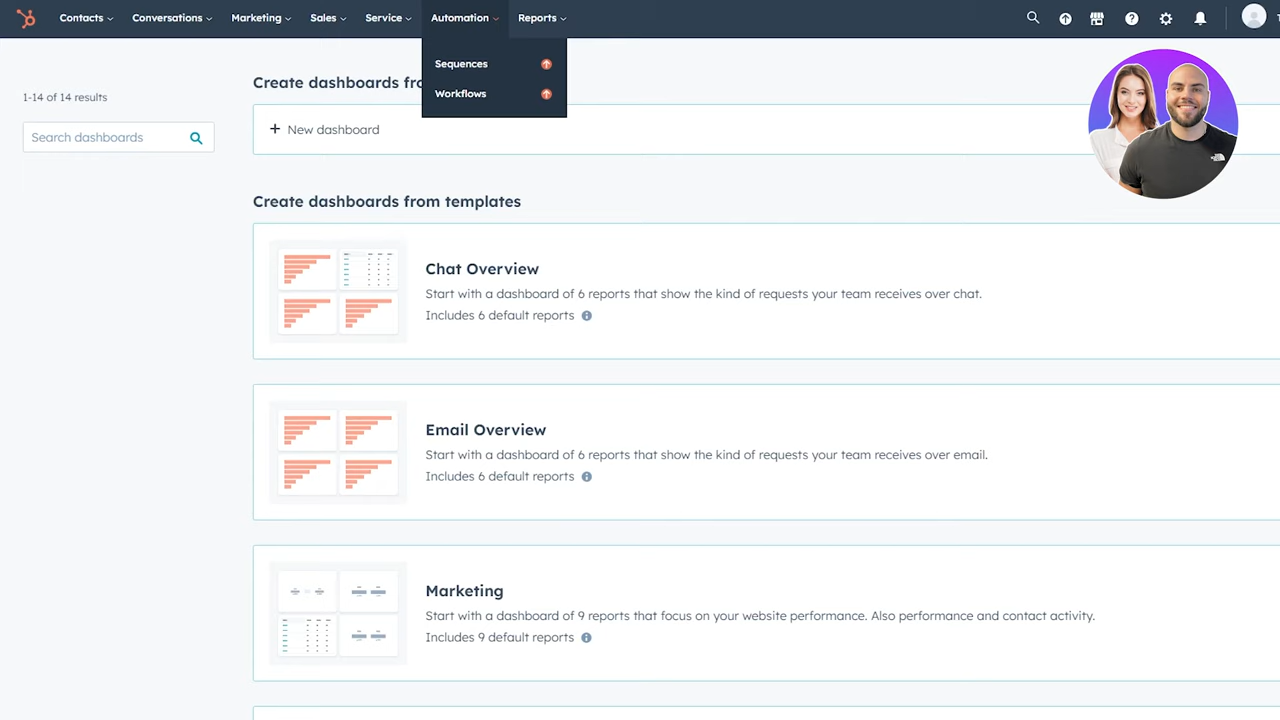 Contacts Conversations Marketing Sales Service Automation Reports
Sequences
Workflows
1-14 of 14 results
Search dashboards
Create dashboards fro
+ New dashboard
Create dashboards from templates
Chat Overview
Start with a dashboard of 6 reports that show the kind of requests your team receives over chat.
Includes 6 default reports
Email Overview
Start with a dashboard of 6 reports that show the kind of requests your team receives over email.
Includes 6 default reports
Marketing
Start with a dashboard of 9 reports that focus on your website performance. Also performance and contact activity.
Includes 9 default reports